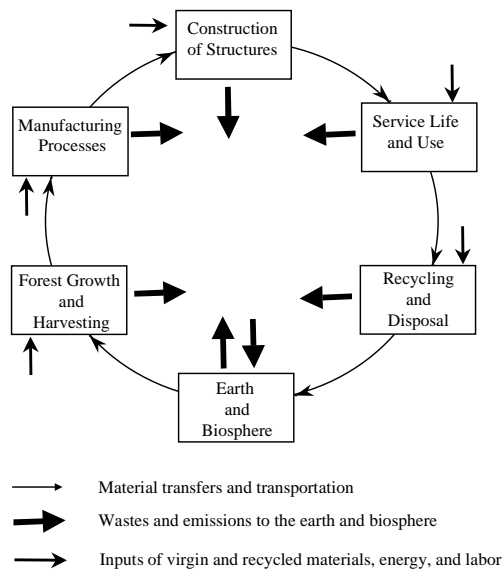 Construction
of Structures
Manufacturing
Processes
Service Life
and Use
Forest Growth
and
Harvesting
Recycling
and
Disposal
Earth
and
Biosphere
Material transfers and transportation
Wastes and emissions to the earth and biosphere
Inputs of virgin and recycled materials, energy, and labor